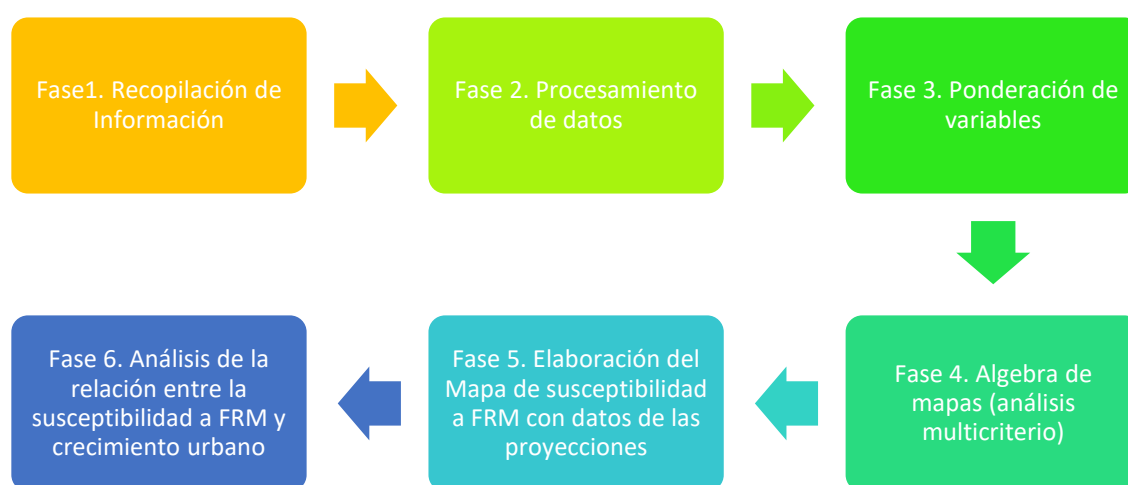 Fase1. Recopilación de
Información
Fase 2. Procesamiento
de datos
Fase 3. Ponderación de
variables
Fase 4. Algebra de
mapas (análisis
multicriterio)
Fase 5. Elaboración del
Mapa de susceptibilidad
a FRM con datos de las
proyecciones
Fase 6. Análisis de la
relación entre la
susceptibilidad a FRM y
crecimiento urbano